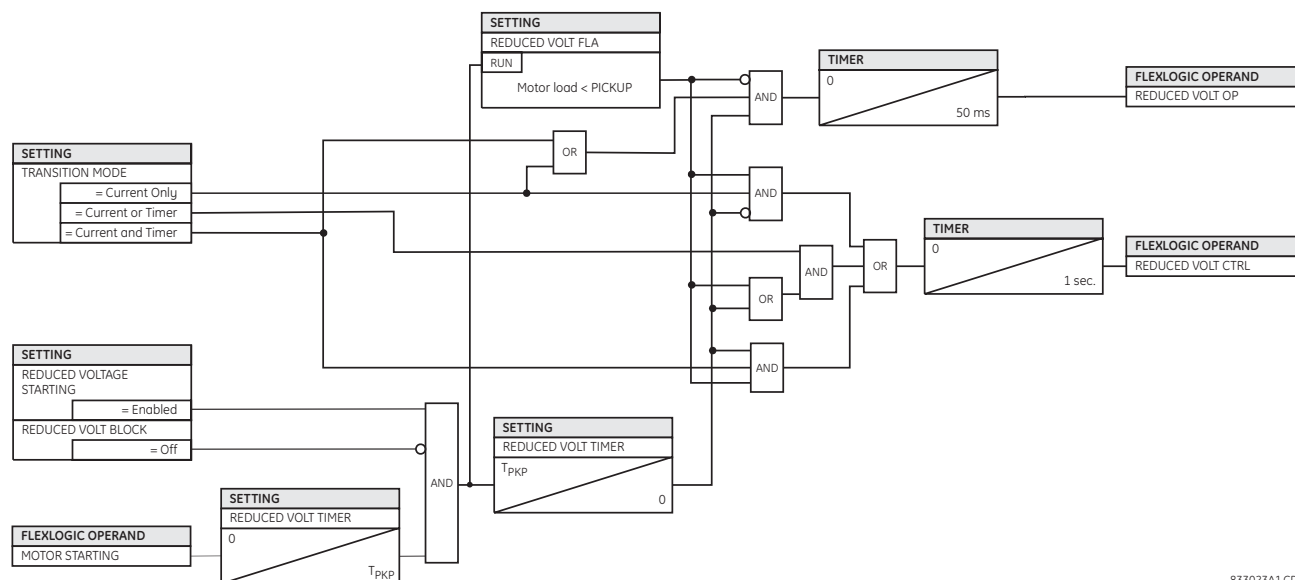 SETTING
REDUCED VOLT FLA
RUN
Motor load < PICKUP
TIMER
0
50 ms
FLEXLOGIC OPERAND
REDUCED VOLT OP
AND
OR
SETTING
TRANSITION MODE
= Current Only
= Current or Timer
= Current and Timer
AND
AND
OR
OR
TIMER
0
1 sec.
FLEXLOGIC OPERAND
REDUCED VOLT CTRL
AND
SETTING
REDUCED VOLTAGE
STARTING
= Enabled
REDUCED VOLT BLOCK
= Off
AND
SETTING
REDUCED VOLT TIMER
TPKP
0
SETTING
REDUCED VOLT TIMER
0
TPKP
FLEXLOGIC OPERAND
MOTOR STARTING